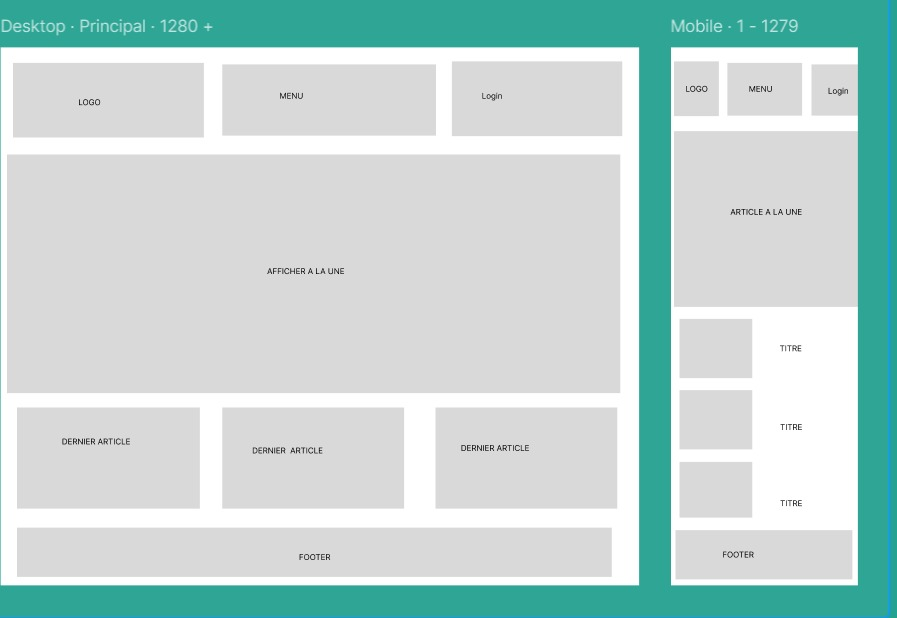 Desktop · Principal · 1280 +
LOGO
MENU
Login
AFFICHER A LA UNE
DERNIER ARTICLE
DERNIER  ARTICLE
DERNIER ARTICLE
FOOTER
Mobile · 1 - 1279
LOGO
MENU
Login
ARTICLE A LA UNE
TITRE
TITRE
TITRE
FOOTER